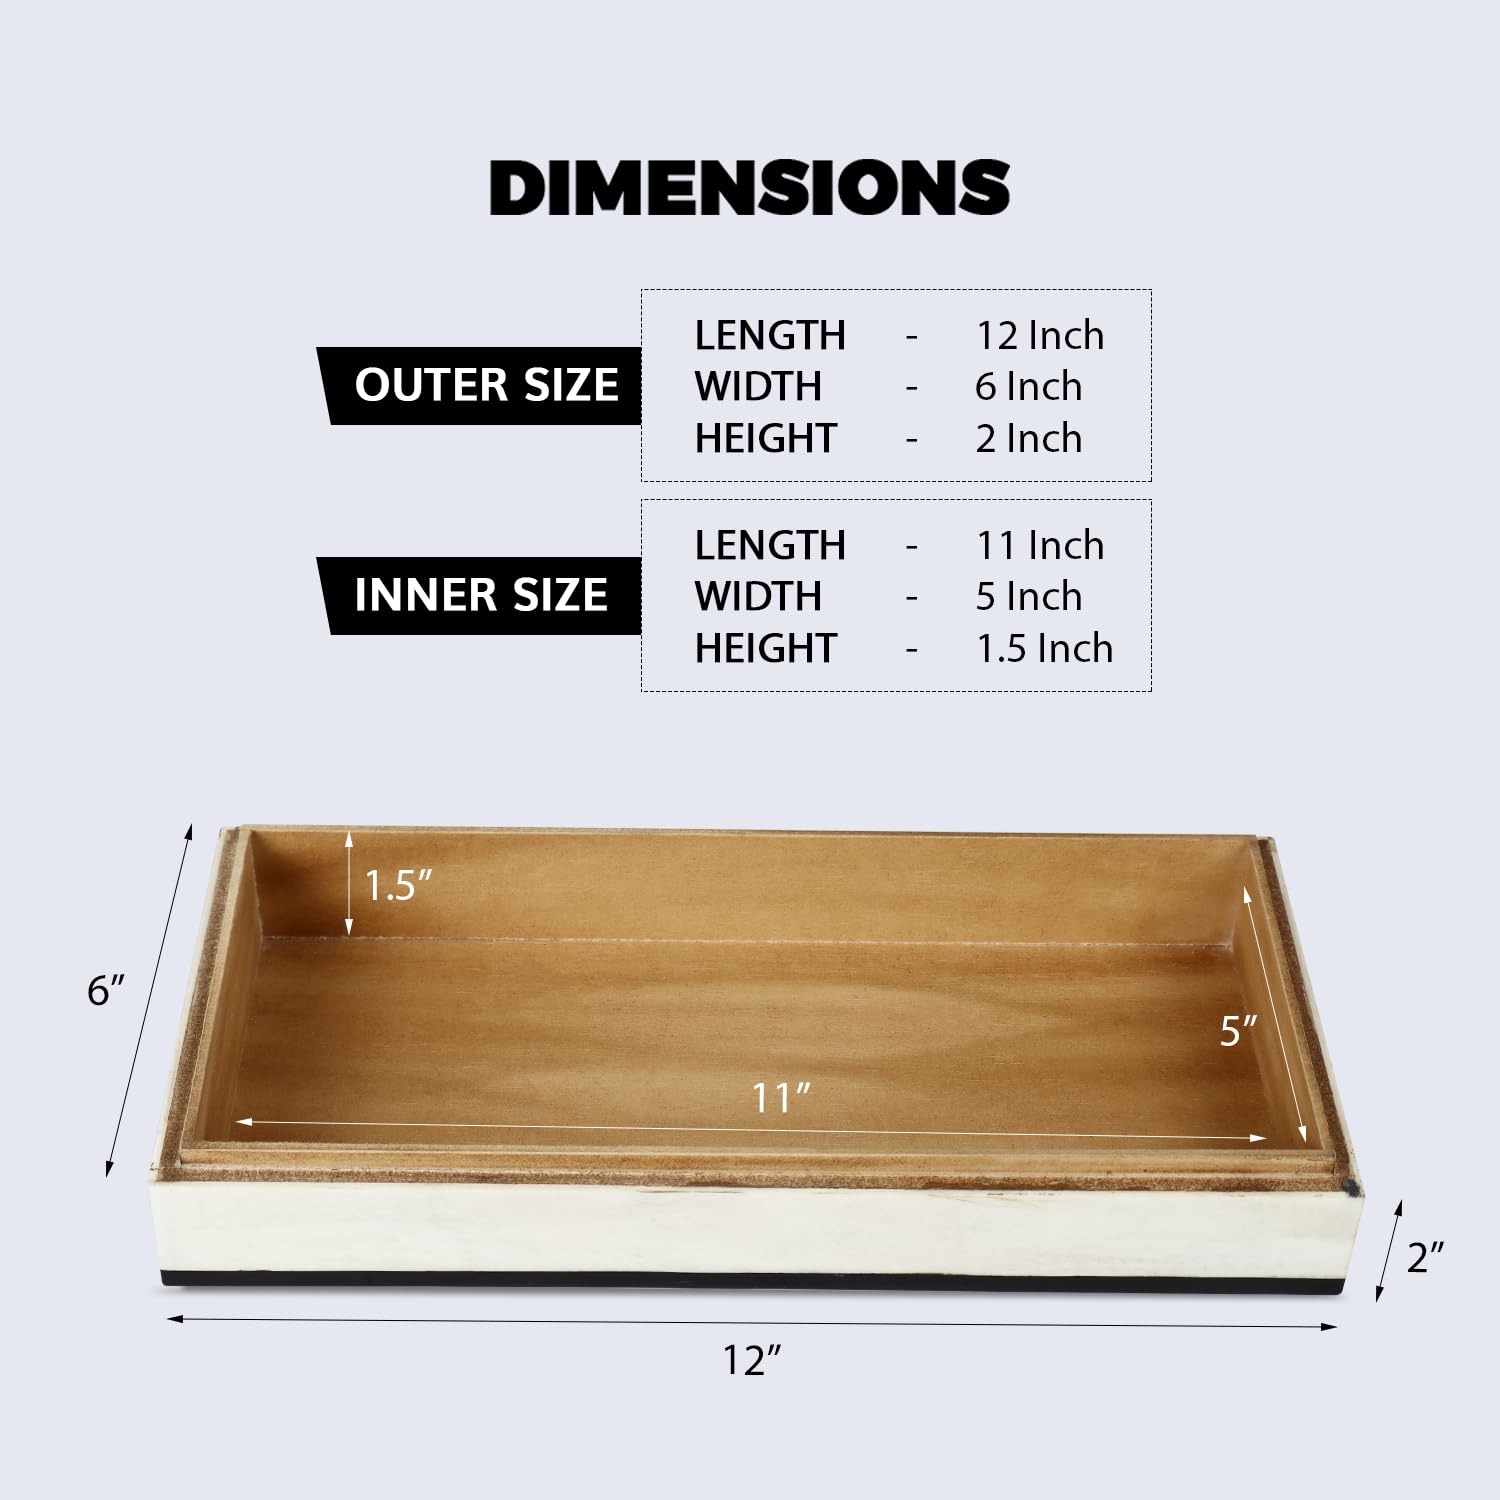 DIMENSIONS
OUTER SIZE
LENGTH - 12 Inch
WIDTH - 6 Inch
HEIGHT - 2 Inch
INNER SIZE
LENGTH - 11 Inch
WIDTH - 5 Inch
HEIGHT - 1.5 Inch
1.5”
6”
5”
11”
2”
12”